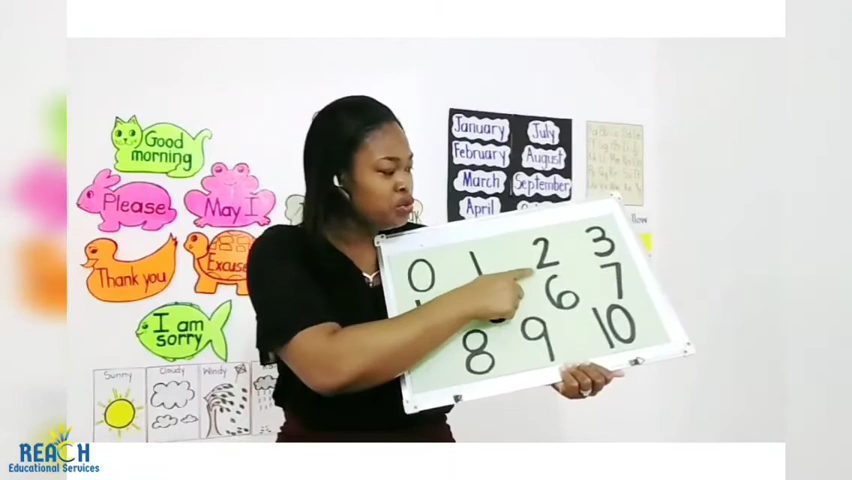 Good
morning
Please
May I
Thank you
Excuse
I am
sorry
Sunny
Cloudy
Windy
January
February
March
April
July
August
September
0 1 2 3
6 7
8 9 10
REACH
Educational Services